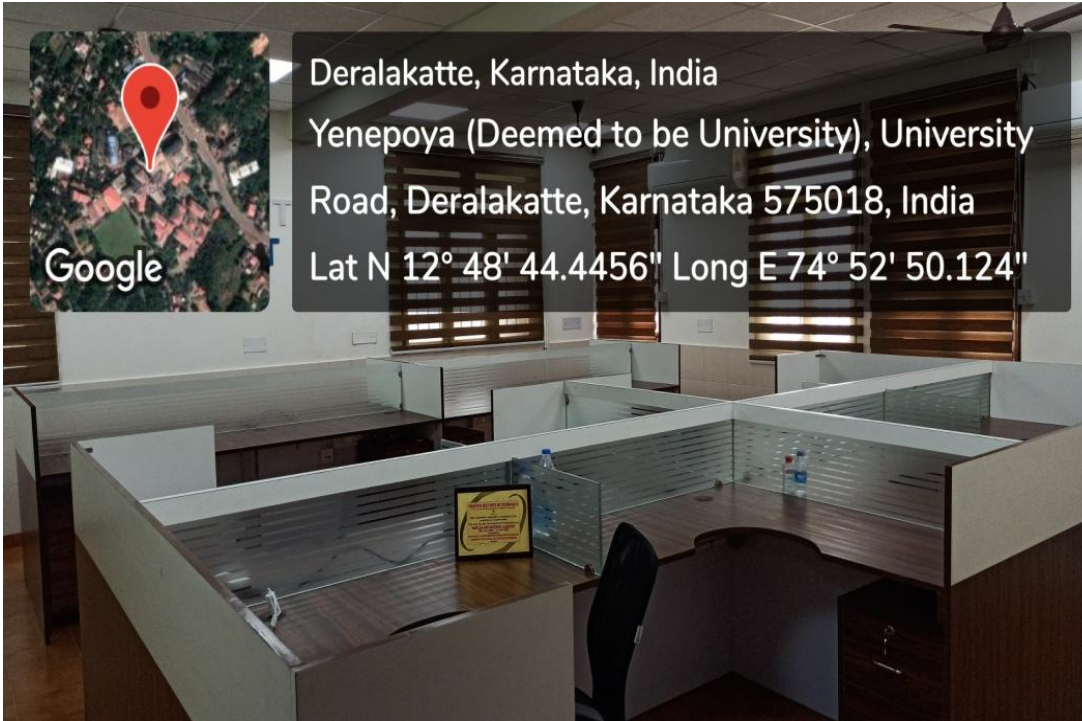 Google
Deralakatte, Karnataka, India
Yenepoya (Deemed to be University), University
Road, Deralakatte, Karnataka 575018, India
Lat N 12° 48' 44.4456" Long E 74° 52' 50.124"